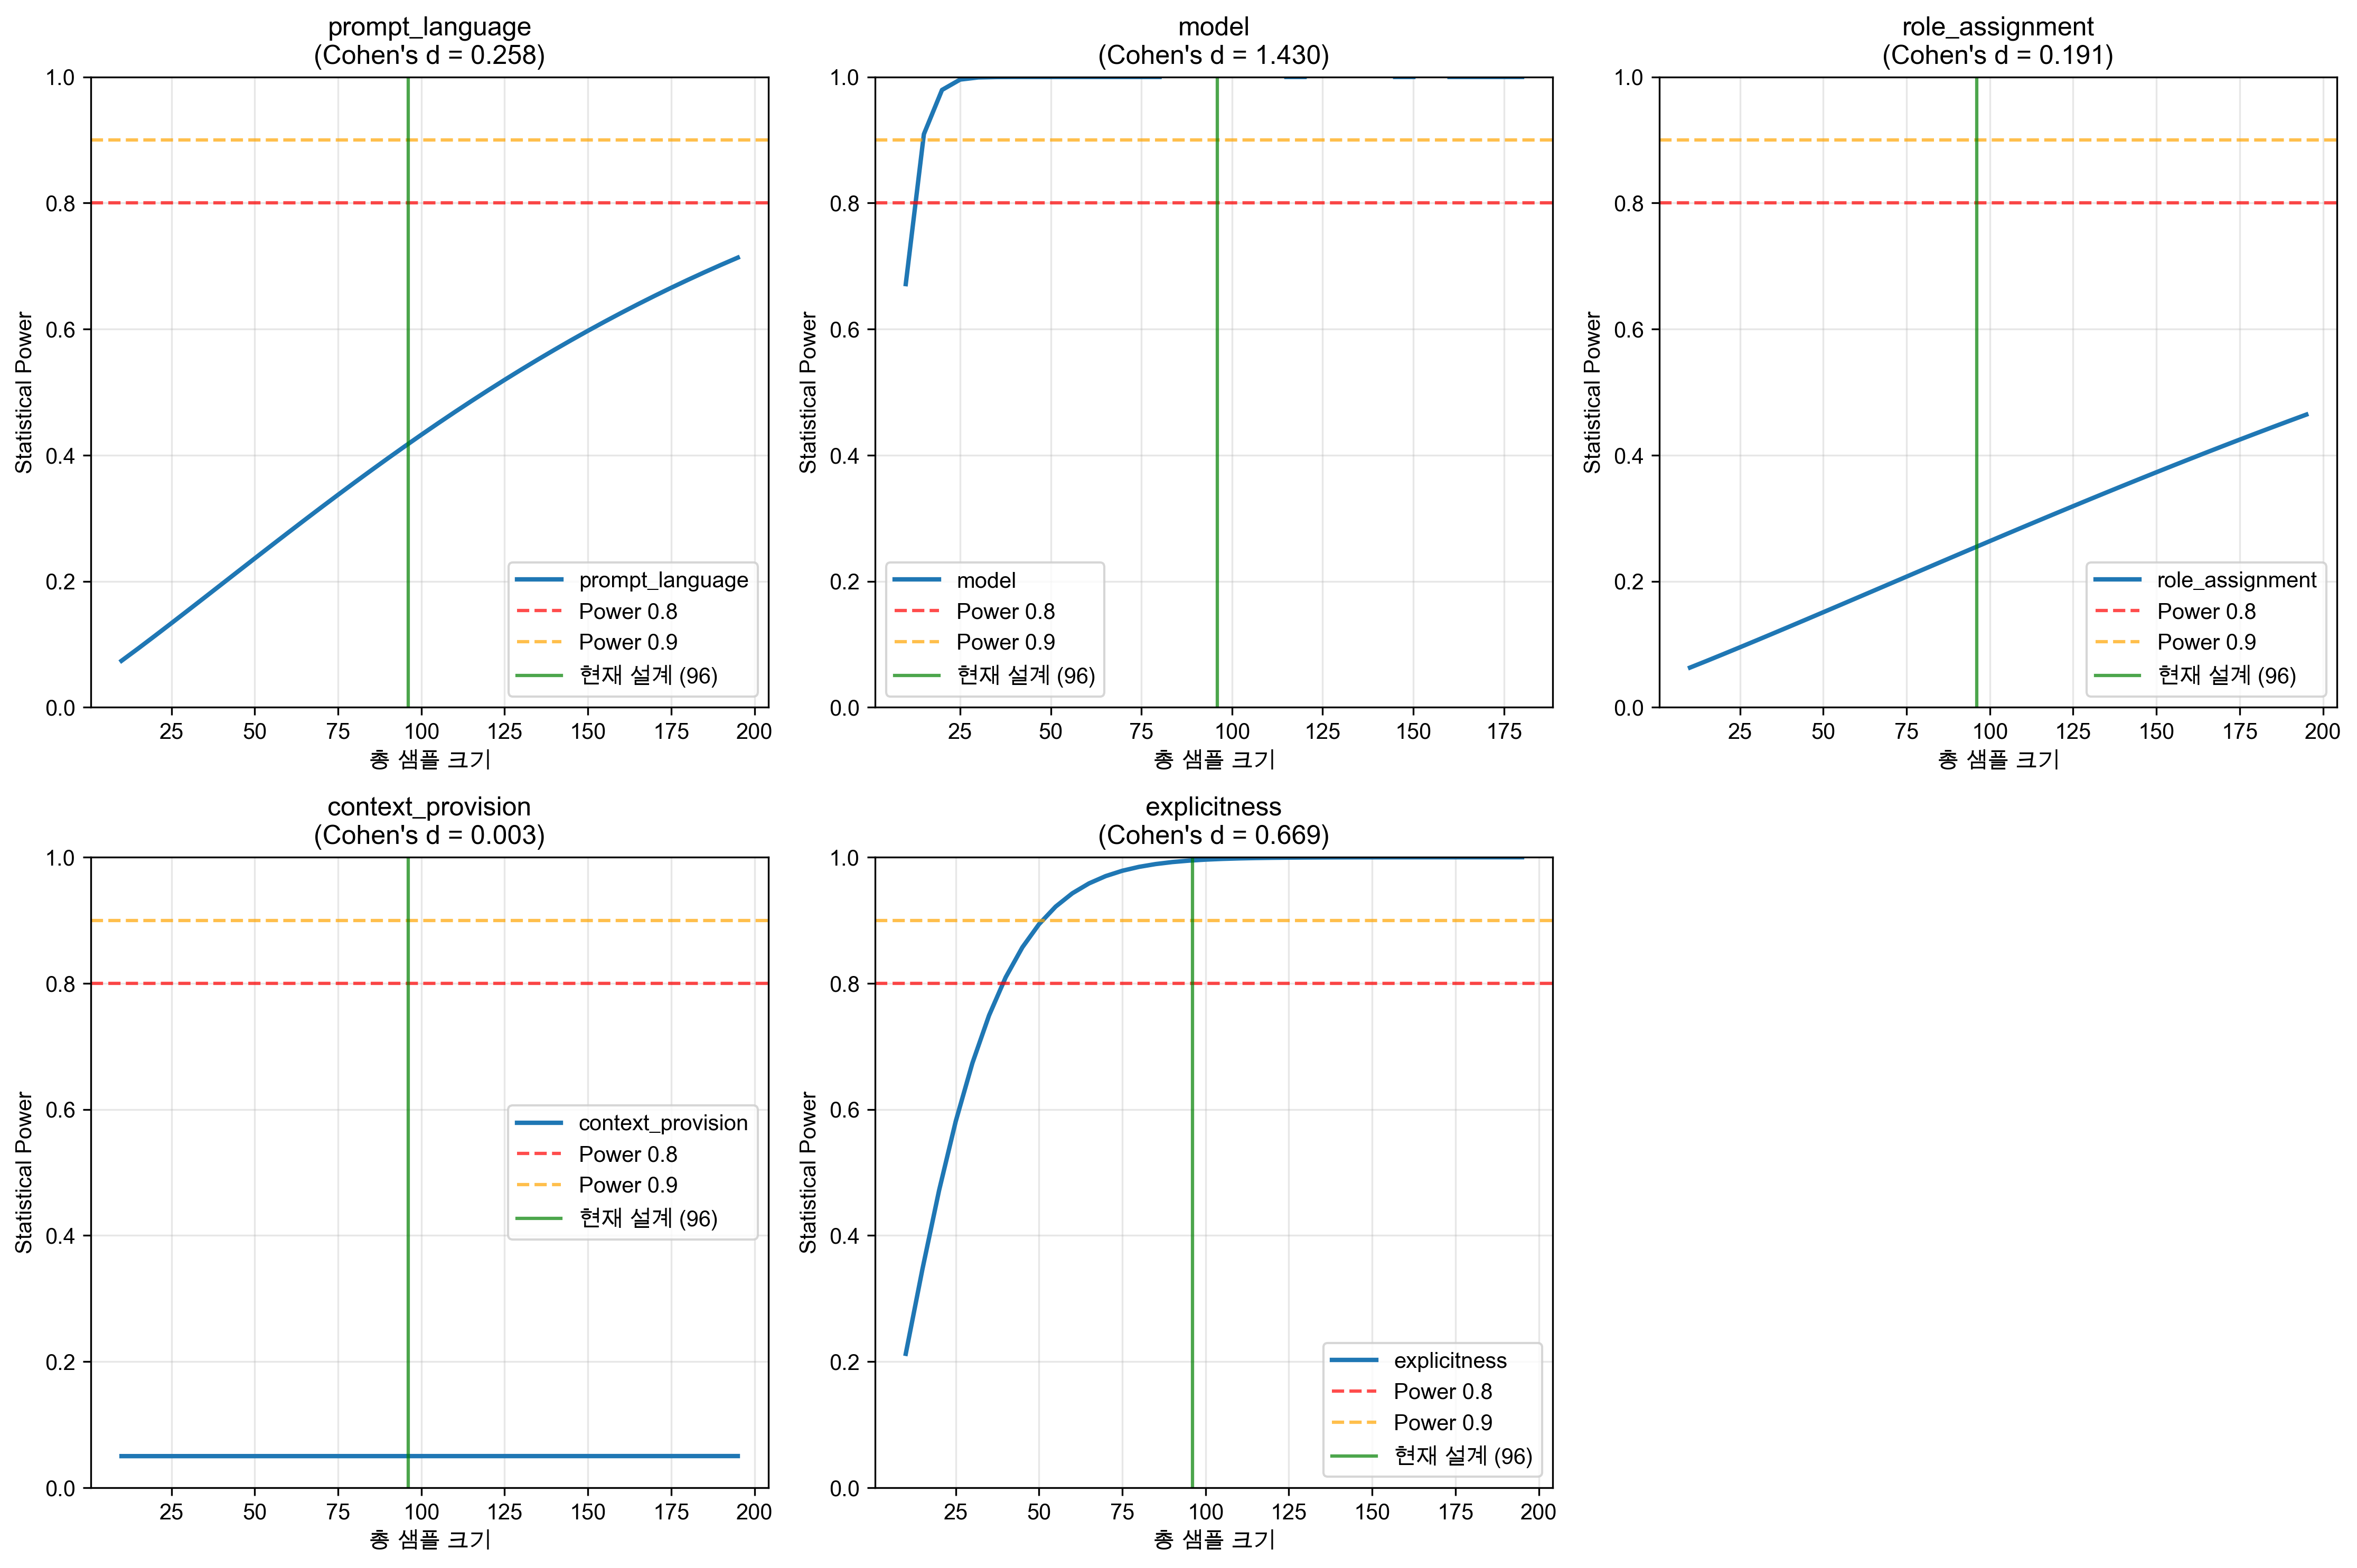 prompt_language
(Cohen's d = 0.258)
1.0
0.8
0.6
0.4
0.2
0.0
Statistical Power
25 50 75 100 125 150 175 200
총 샘플 크기
prompt_language
Power 0.8
Power 0.9
현재 설계 (96)
model
(Cohen's d = 1.430)
1.0
0.8
0.6
0.4
0.2
0.0
Statistical Power
25 50 75 100 125 150 175
총 샘플 크기
model
Power 0.8
Power 0.9
현재 설계 (96)
role_assignment
(Cohen's d = 0.191)
1.0
0.8
0.6
0.4
0.2
0.0
Statistical Power
25 50 75 100 125 150 175 200
총 샘플 크기
role_assignment
Power 0.8
Power 0.9
현재 설계 (96)
context_provision
(Cohen's d = 0.003)
1.0
0.8
0.6
0.4
0.2
0.0
Statistical Power
25 50 75 100 125 150 175 200
총 샘플 크기
context_provision
Power 0.8
Power 0.9
현재 설계 (96)
explicitness
(Cohen's d = 0.669)
1.0
0.8
0.6
0.4
0.2
0.0
Statistical Power
25 50 75 100 125 150 175 200
총 샘플 크기
explicitness
Power 0.8
Power 0.9
현재 설계 (96)